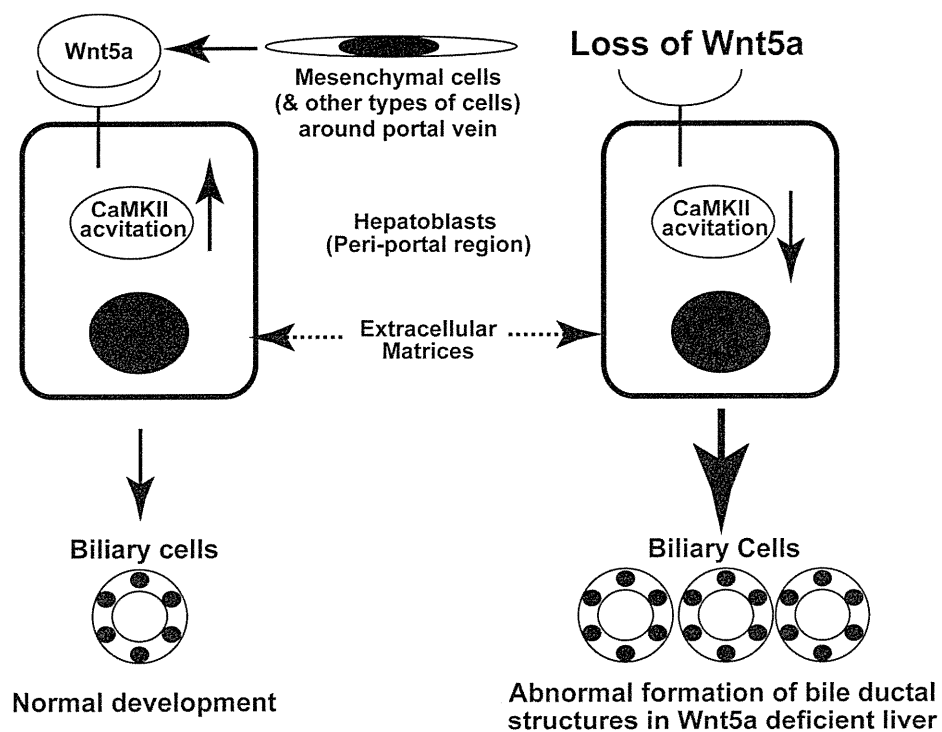 Wnt5a
Mesenchymal cells
(& other types of cells)
around portal vein
Loss of Wnt5a
CaMKII
acvitation
Hepatoblasts
(Peri-portal region)
CaMKII
acvitation
Extracellular
Matrices
Biliary cells
Normal development
Biliary Cells
Abnormal formation of bile ductal
structures in Wnt5a deficient liver